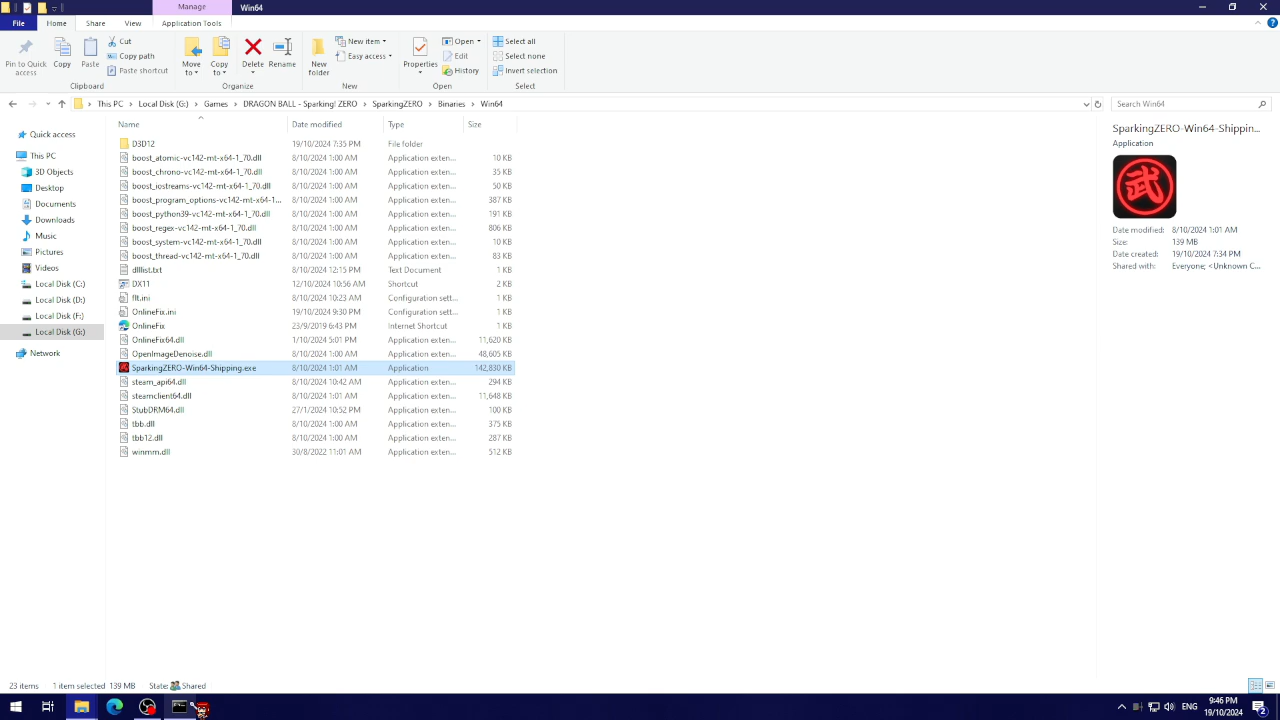 Manage
Win64
File
Home
Share
View
Application Tools
Pin to Quick access
Copy
Paste
Cut
Copy path
Paste shortcut
Clipboard
Move to
Copy to
Delete
Rename
Organize
New folder
New item
Easy access
New
Properties
Open
Edit
History
Open
Select all
Select none
Invert selection
Select
This PC > Local Disk (G:) > Games > DRAGON BALL - Sparking! ZERO > SparkingZERO > Binaries > Win64
Search Win64
Quick access
This PC
3D Objects
Desktop
Documents
Downloads
Music
Pictures
Videos
Local Disk (C:)
Local Disk (D:)
Local Disk (F:)
Local Disk (G:)
Network
Name Date modified Type Size
D3D12 19/10/2024 7:35 PM File folder
boost_atomic-vc142-mt-x64-1_70.dll 8/10/2024 1:00 AM Application exten... 10 KB
boost_chrono-vc142-mt-x64-1_70.dll 8/10/2024 1:00 AM Application exten... 35 KB
boost_iostreams-vc142-mt-x64-1_70.dll 8/10/2024 1:00 AM Application exten... 50 KB
boost_program_options-vc142-mt-x64-1... 8/10/2024 1:00 AM Application exten... 387 KB
boost_python39-vc142-mt-x64-1_70.dll 8/10/2024 1:00 AM Application exten... 191 KB
boost_regex-vc142-mt-x64-1_70.dll 8/10/2024 1:00 AM Application exten... 806 KB
boost_system-vc142-mt-x64-1_70.dll 8/10/2024 1:00 AM Application exten... 10 KB
boost_thread-vc142-mt-x64-1_70.dll 8/10/2024 1:00 AM Application exten... 83 KB
dlllist.txt 8/10/2024 12:15 PM Text Document 1 KB
DX11 12/10/2024 10:56 AM Shortcut 2 KB
flt.ini 8/10/2024 10:23 AM Configuration sett... 1 KB
OnlineFix.ini 19/10/2024 9:30 PM Configuration sett... 1 KB
OnlineFix 23/9/2019 6:43 PM Internet Shortcut 1 KB
OnlineFix64.dll 1/10/2024 5:01 PM Application exten... 11,620 KB
OpenImageDenoise.dll 8/10/2024 1:00 AM Application exten... 48,605 KB
SparkingZERO-Win64-Shipping.exe 8/10/2024 1:01 AM Application 142,830 KB
steam_api64.dll 8/10/2024 10:42 AM Application exten... 294 KB
steamclient64.dll 8/10/2024 1:01 AM Application exten... 11,648 KB
StubDRM64.dll 27/1/2024 10:52 PM Application exten... 100 KB
tbb.dll 8/10/2024 1:00 AM Application exten... 375 KB
tbb12.dll 8/10/2024 1:00 AM Application exten... 287 KB
winmm.dll 30/8/2022 11:01 AM Application exten... 512 KB
SparkingZERO-Win64-Shippin...
Application
武
Date modified: 8/10/2024 1:01 AM
Size: 139 MB
Date created: 19/10/2024 7:34 PM
Shared with: Everyone; <Unknown C...
23 items 1 item selected 139 MB State: Shared
ENG
9:46 PM
19/10/2024
2